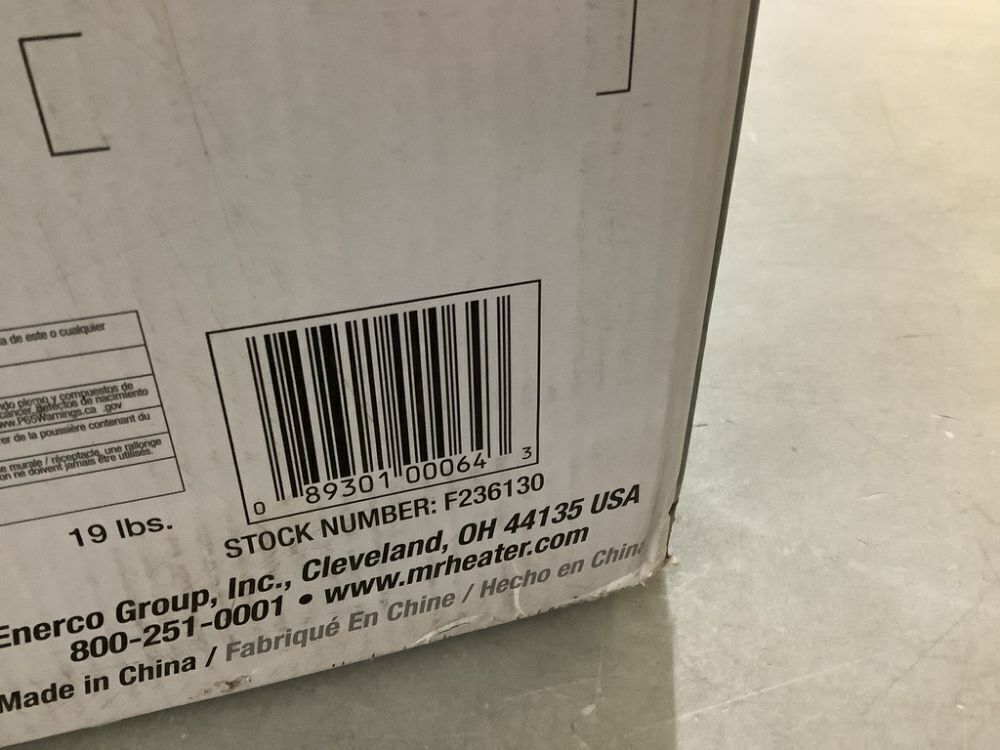 a de este o cualquier
do plomo y compuestos de
cáncer, defectos de nacimiento
www.P65Warnings.ca .gov
er de la poussière contenant du
e murale / réceptacle, une rallonge
on ne doivent jamais être utilisés.
19 lbs.
0 89301 00064 3
STOCK NUMBER: F236130
Enerco Group, Inc., Cleveland, OH 44135 USA
800-251-0001 • www.mrheater.com
Made in China / Fabriqué En Chine / Hecho en China